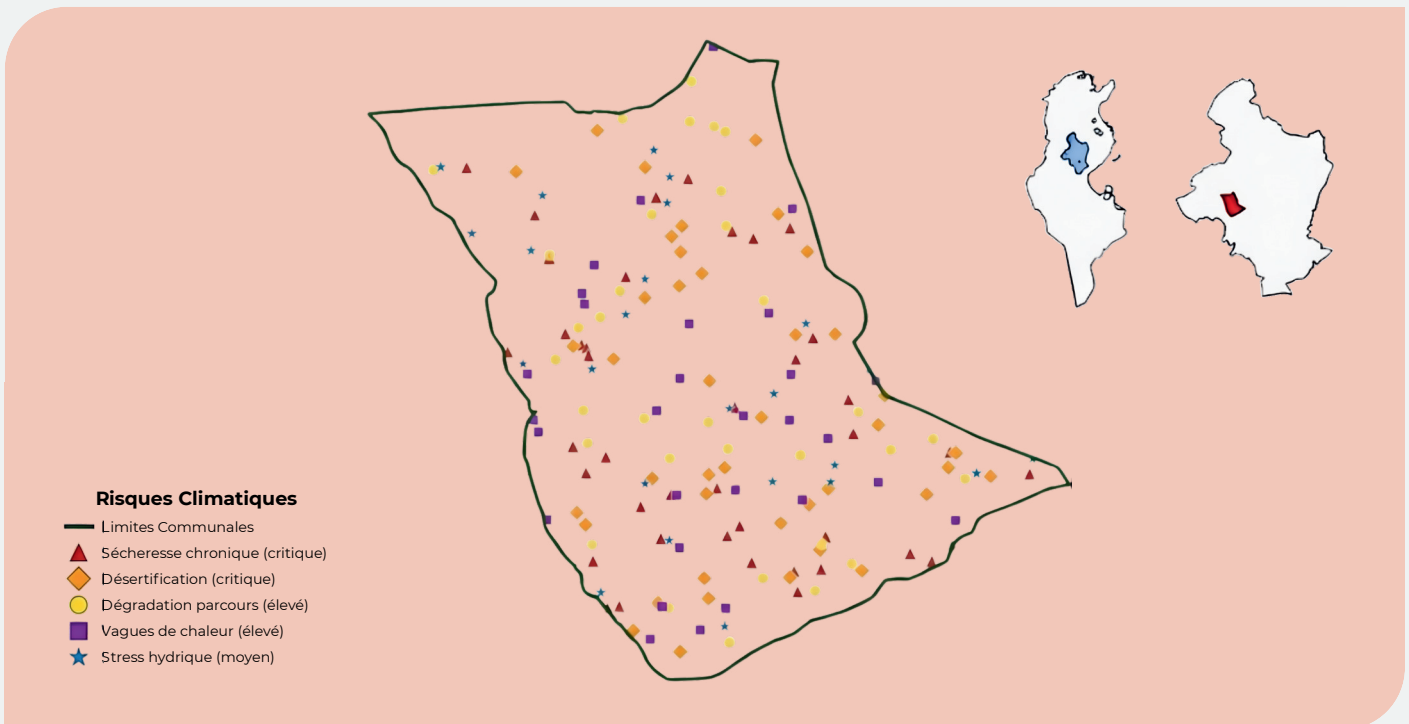 Risques Climatiques
Limites Communales
Sécheresse chronique (critique)
Désertification (critique)
Dégradation parcours (élevé)
Vagues de chaleur (élevé)
Stress hydrique (moyen)